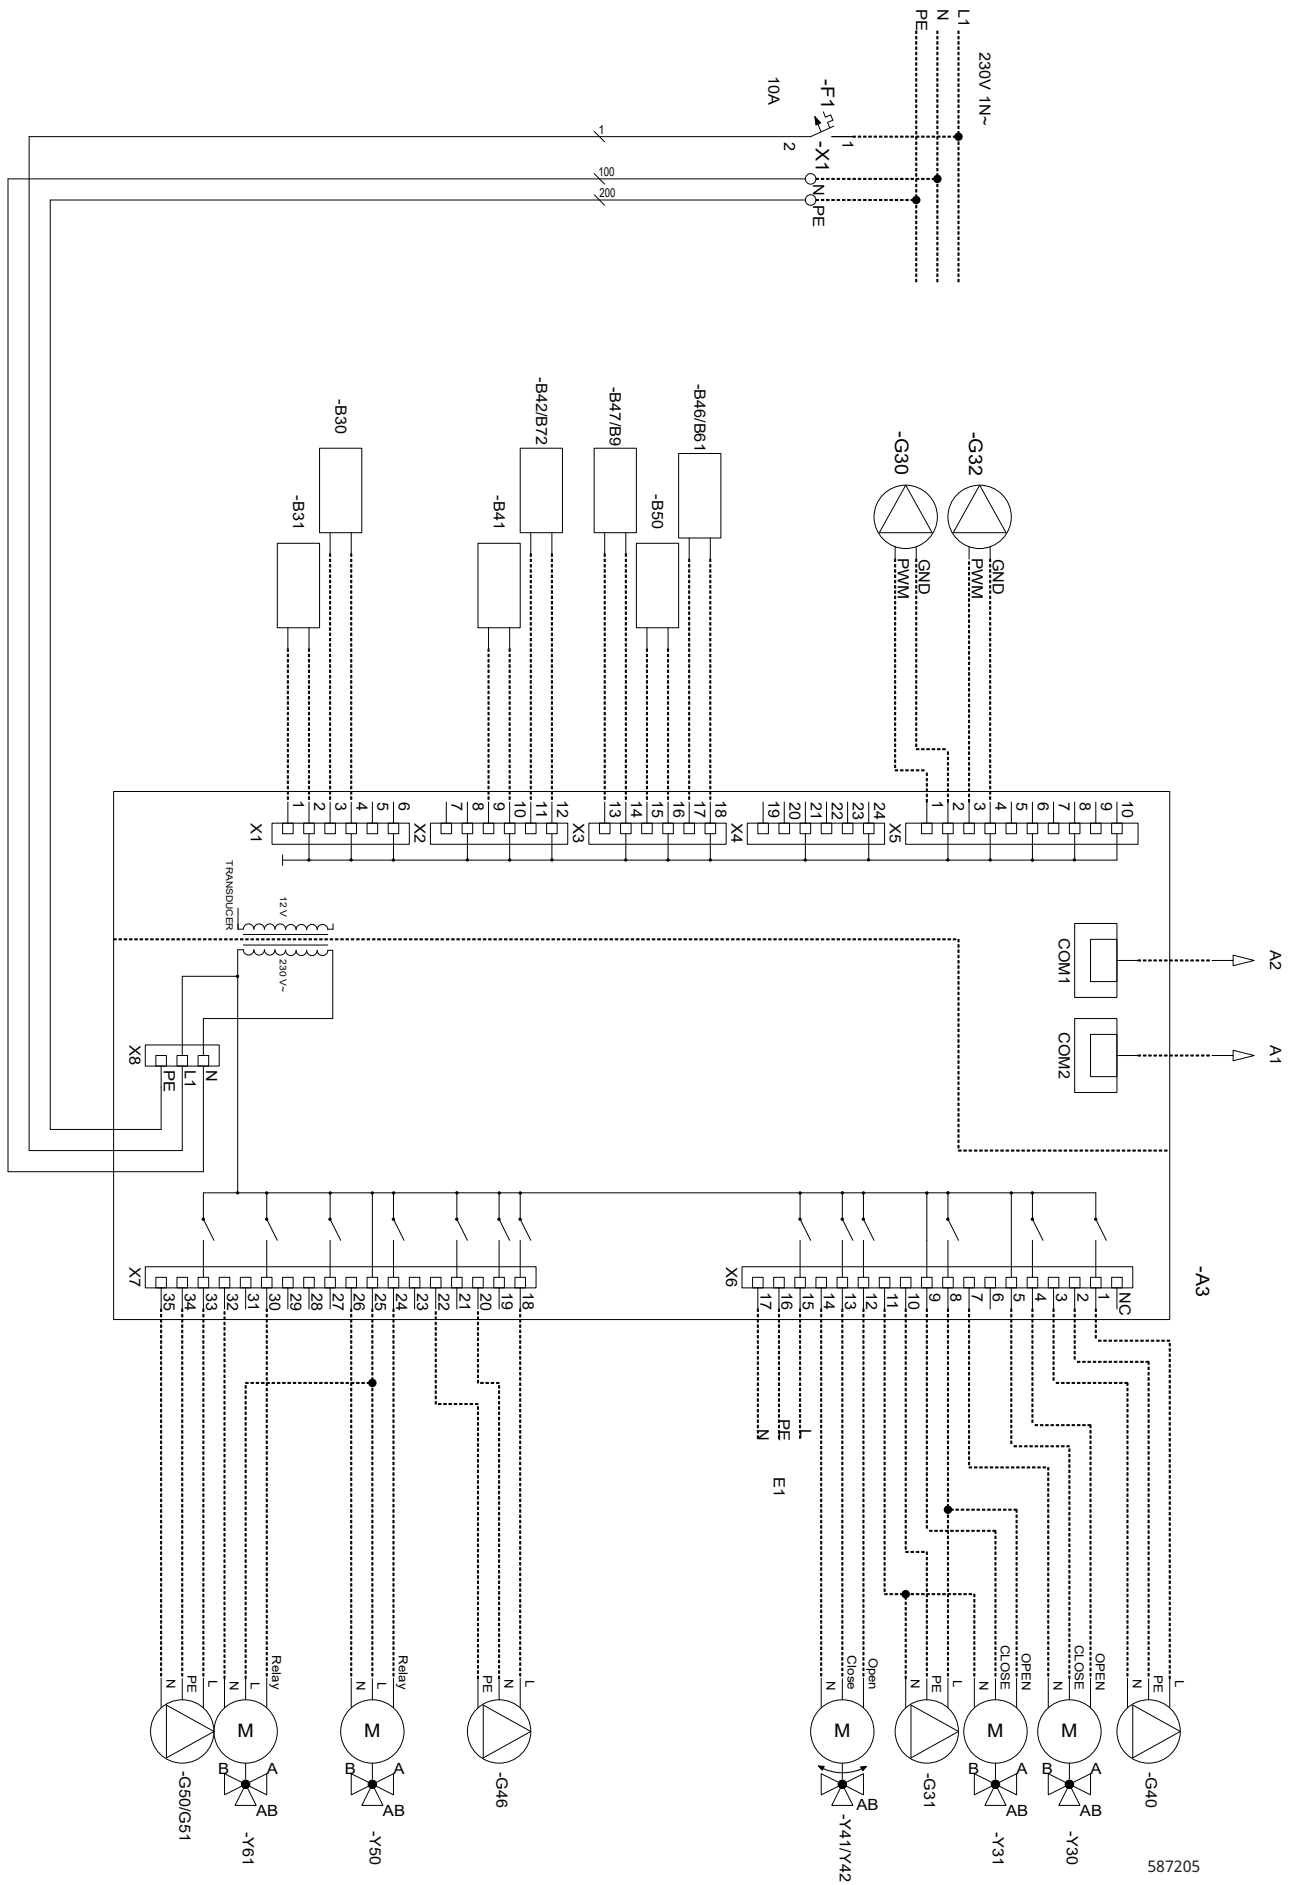 L1
N
PE
230V 1N~
-F1
10A
1
2
-X1
N
PE
1
100
200
-B30
-B31
-B42/B72
-B41
-B47/B9
-B50
-B46/B61
-G30
-G32
PWM
GND
PWM
GND
1
2
3
4
5
6
X1
7
8
9
10
11
12
X2
13
14
15
16
17
18
X3
19
20
21
22
23
24
X4
1
2
3
4
5
6
7
8
9
10
X5
TRANSDUCER
12 V
230 V~
COM1
A2
COM2
A1
X8
PE
L1
N
-A3
X7
35
34
33
32
31
30
29
28
27
26
25
24
23
22
21
20
19
18
X6
17
16
15
14
13
12
11
10
9
8
7
6
5
4
3
2
1
NC
N
PE
L
E1
N
PE
L
-G50/G51
N
L
Relay
M
B
A
AB
-Y61
N
L
Relay
M
B
A
AB
-Y50
PE
N
L
-G46
N
Close
Open
M
AB
-Y41/Y42
N
PE
L
-G31
N
CLOSE
OPEN
M
B
A
AB
-Y31
N
CLOSE
OPEN
M
B
A
AB
-Y30
N
PE
L
-G40
587205